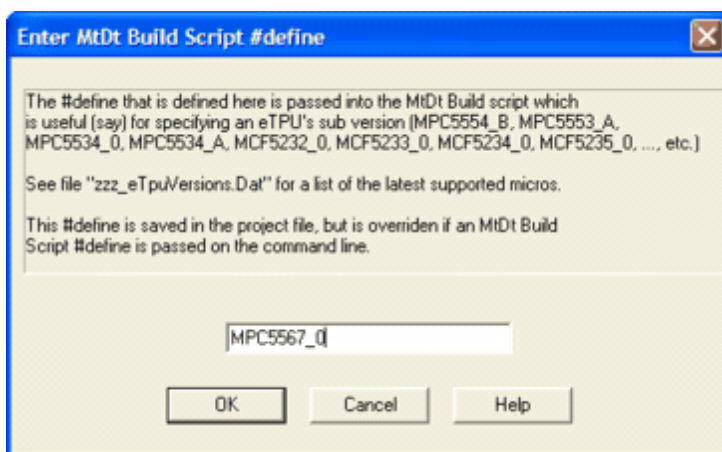 Enter MtDt Build Script #define
The #define that is defined here is passed into the MtDt Build script which
is useful (say) for specifying an eTPU's sub version (MPC5554_B, MPC5553_A,
MPC5534_0, MPC5534_A, MCF5232_0, MCF5233_0, MCF5234_0, MCF5235_0, ..., etc.)
See file "zzz_eTpuVersions.Dat" for a list of the latest supported micros.
This #define is saved in the project file, but is overriden if an MtDt Build
Script #define is passed on the command line.
MPC5567_0
OK Cancel Help